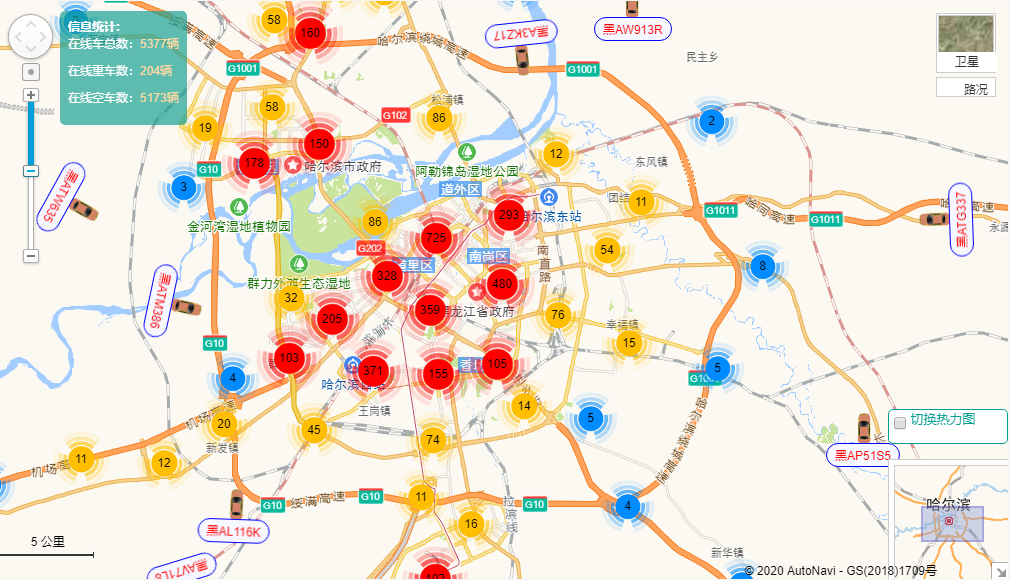 信息统计:
在线车总数：5377辆
在线重车数：204辆
在线空车数：5173辆
58
160
哈尔滨绕城高速
黑A3KZ17
黑AW913R
卫星
路况
G1001
G1001
民主乡
58
松浦镇
G102
86
19
2
150
178
哈尔滨市政府
12
东风镇
阿勒锦岛湿地公园
G10
3
道外区
黑ATW635
金河湾湿地植物园
86
293
哈尔滨东站
团结
11
G1011
哈同高速
G1011
黑ATG337
永源
725
G202
南岗区
54
南直路
8
328
道里区
群力外滩生态湿地
32
480
黑ATM386
205
359
黑龙江省政府
76
幸福镇
15
G10
103
371
哈尔滨西站
155
105
5
4
王岗镇
14
5
切换热力图
机场高速
20
45
74
新发镇
黑AP51S5
11
机场高
12
11
绥满高速
G10
G10
G10
4
拉滨线
16
黑AL116K
哈尔滨
5 公里
新华镇
© 2020 AutoNavi - GS(2018)1709号